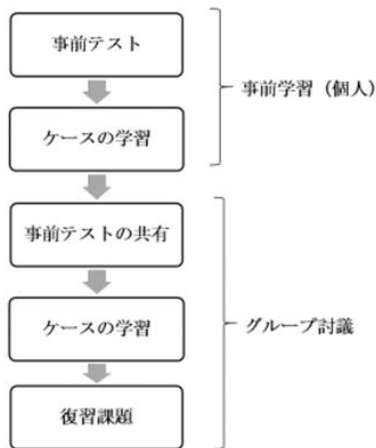 事前テスト
事前学習（個人）
ケースの学習
事前テストの共有
ケースの学習
グループ討議
復習課題